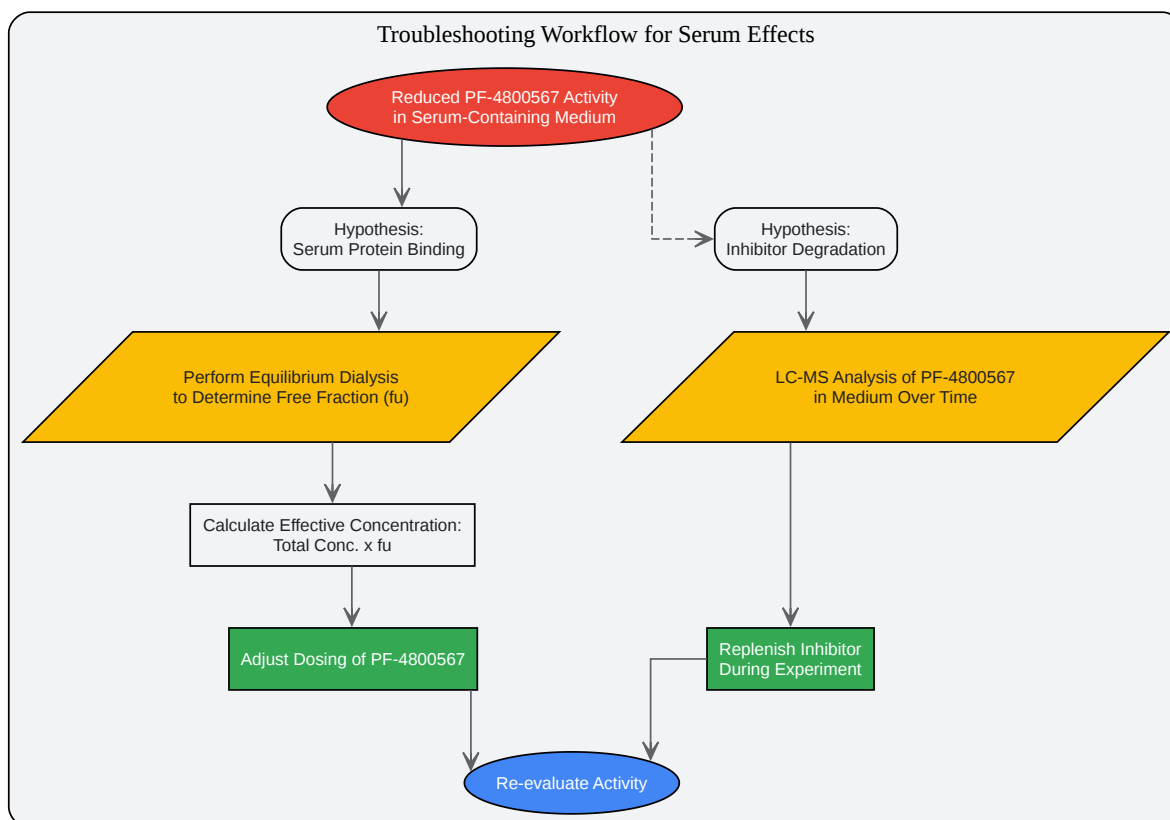 Troubleshooting Workflow for Serum Effects
Reduced PF-4800567 Activity
in Serum-Containing Medium
Hypothesis:
Serum Protein Binding
Hypothesis:
Inhibitor Degradation
Perform Equilibrium Dialysis
to Determine Free Fraction (fu)
LC-MS Analysis of PF-4800567
in Medium Over Time
Calculate Effective Concentration:
Total Conc. x fu
Adjust Dosing of PF-4800567
Replenish Inhibitor
During Experiment
Re-evaluate Activity